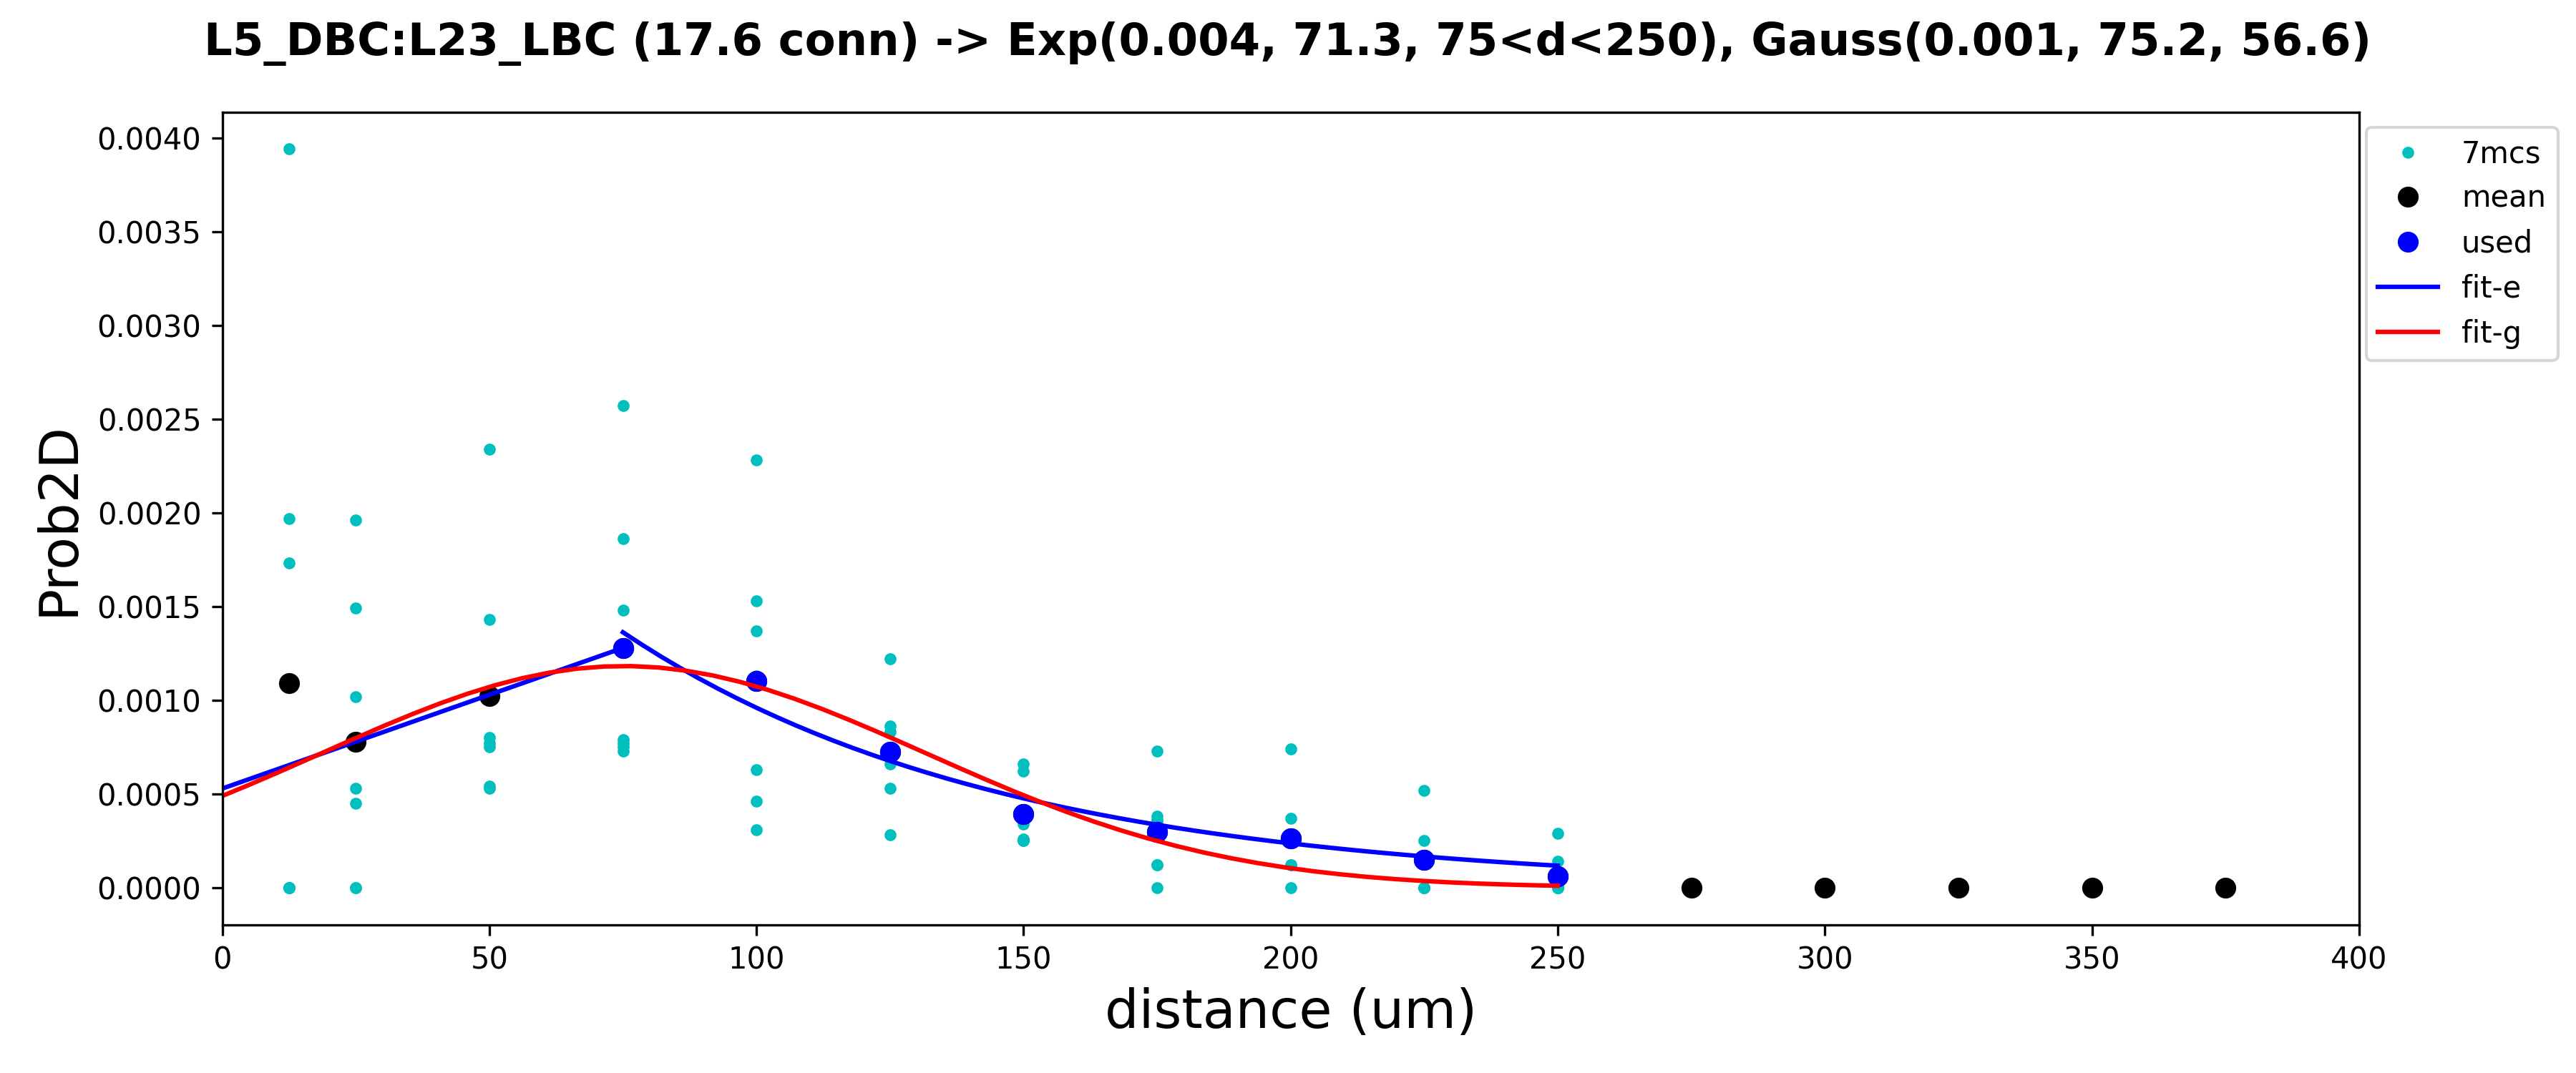 L5_DBC:L23_LBC (17.6 conn) -> Exp(0.004, 71.3, 75<d<250), Gauss(0.001, 75.2, 56.6)
Prob2D
0.0040
0.0035
0.0030
0.0025
0.0020
0.0015
0.0010
0.0005
0.0000
0 50 100 150 200 250 300 350 400
distance (um)
7mcs
mean
used
fit-e
fit-g